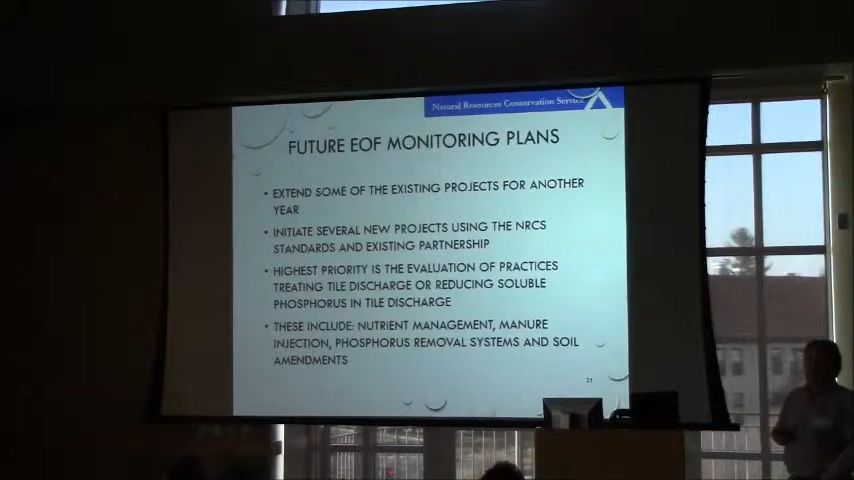 Natural Resources Conservation Service
FUTURE EOF MONITORING PLANS
• EXTEND SOME OF THE EXISTING PROJECTS FOR ANOTHER
YEAR
• INITIATE SEVERAL NEW PROJECTS USING THE NRCS
STANDARDS AND EXISTING PARTNERSHIP
• HIGHEST PRIORITY IS THE EVALUATION OF PRACTICES
TREATING TILE DISCHARGE OR REDUCING SOLUBLE
PHOSPHORUS IN TILE DISCHARGE
• THESE INCLUDE: NUTRIENT MANAGEMENT, MANURE
INJECTION, PHOSPHORUS REMOVAL SYSTEMS AND SOIL
AMENDMENTS
21